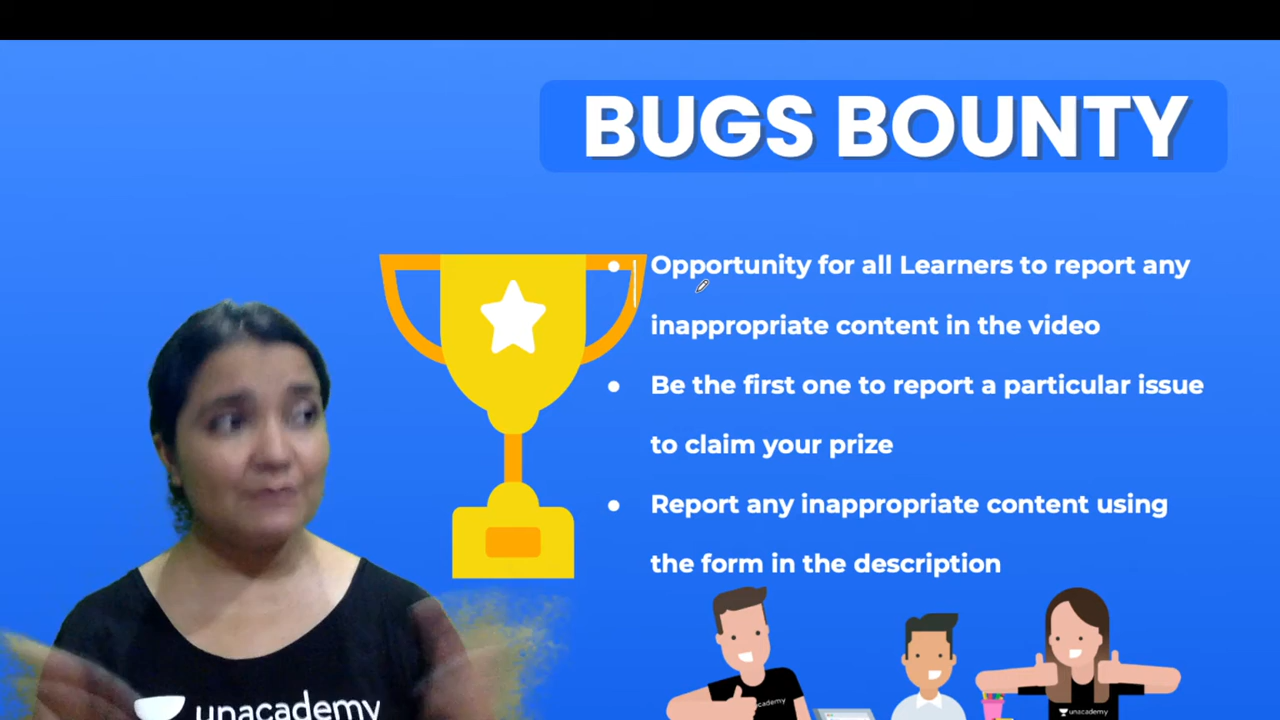 BUGS BOUNTY
• Opportunity for all Learners to report any
inappropriate content in the video
• Be the first one to report a particular issue
to claim your prize
• Report any inappropriate content using
the form in the description
unacademy
unacademy